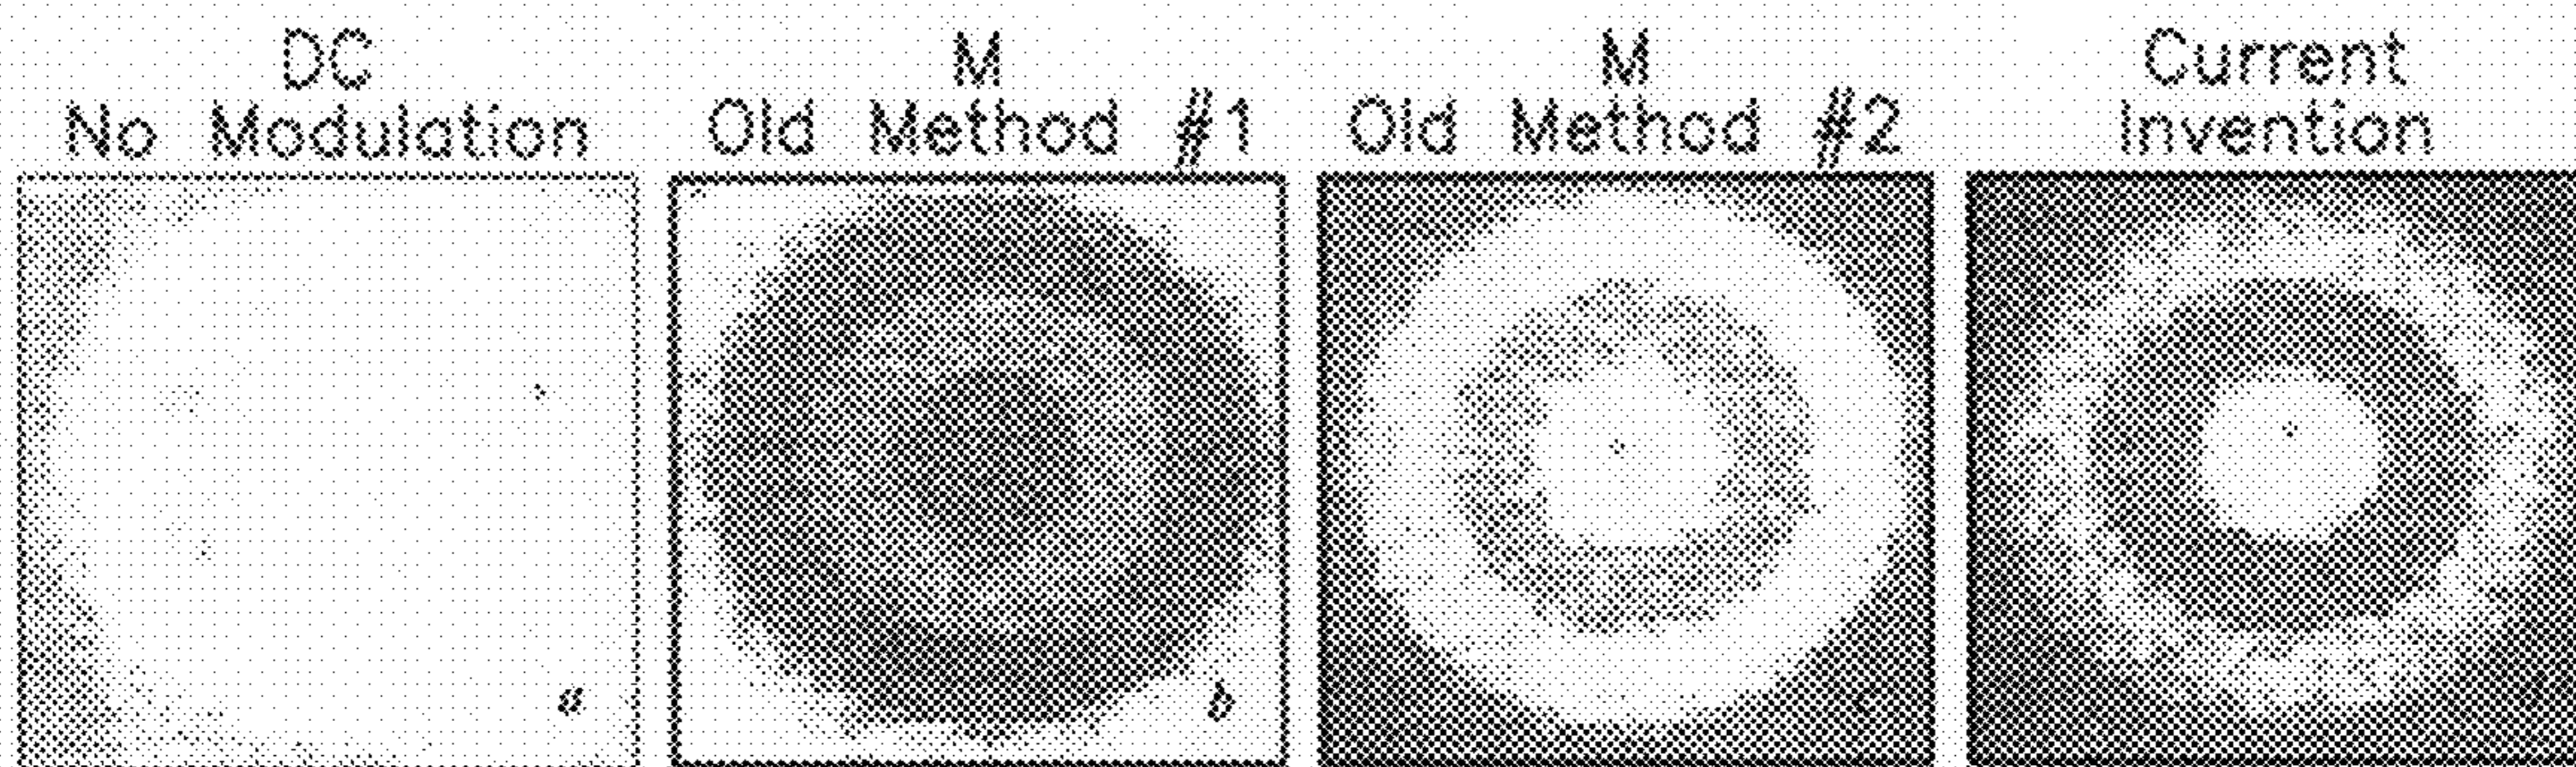 DC
No Modulation
M
Old Method #1
M
Old Method #2
Current
Invention
a
b
c